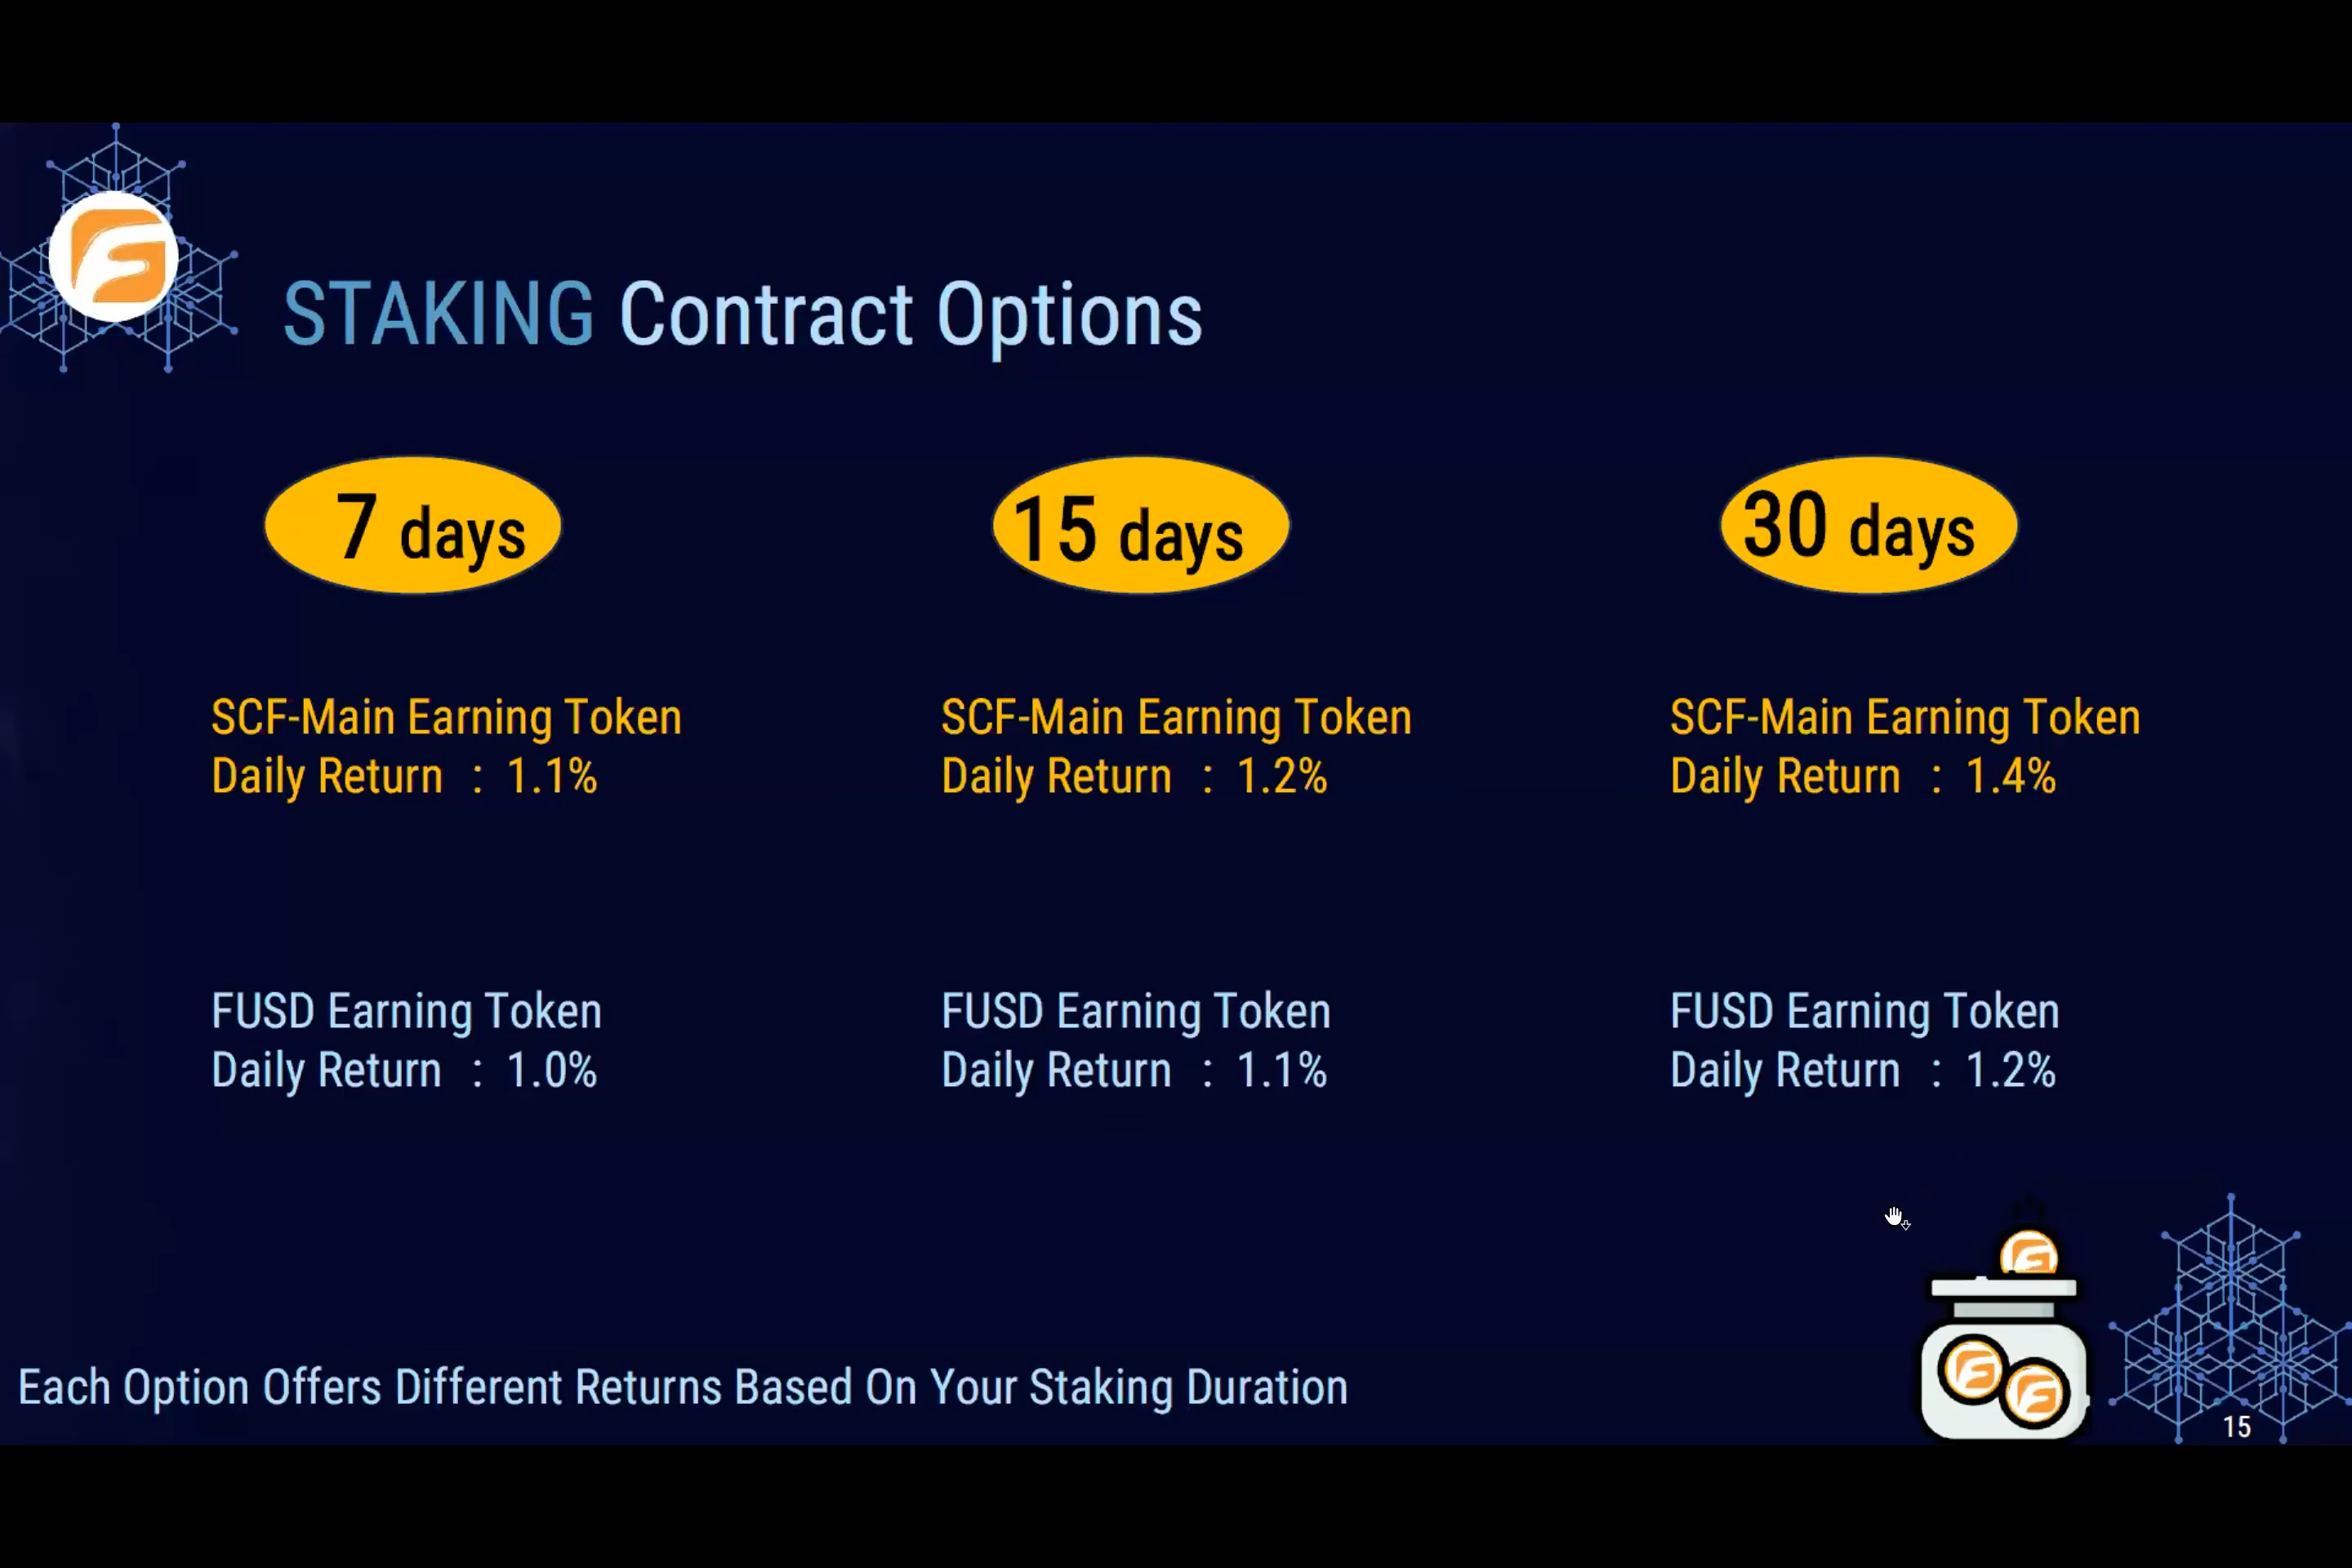 STAKING Contract Options
7 days
15 days
30 days
SCF-Main Earning Token
Daily Return : 1.1%
SCF-Main Earning Token
Daily Return : 1.2%
SCF-Main Earning Token
Daily Return : 1.4%
FUSD Earning Token
Daily Return : 1.0%
FUSD Earning Token
Daily Return : 1.1%
FUSD Earning Token
Daily Return : 1.2%
Each Option Offers Different Returns Based On Your Staking Duration
15